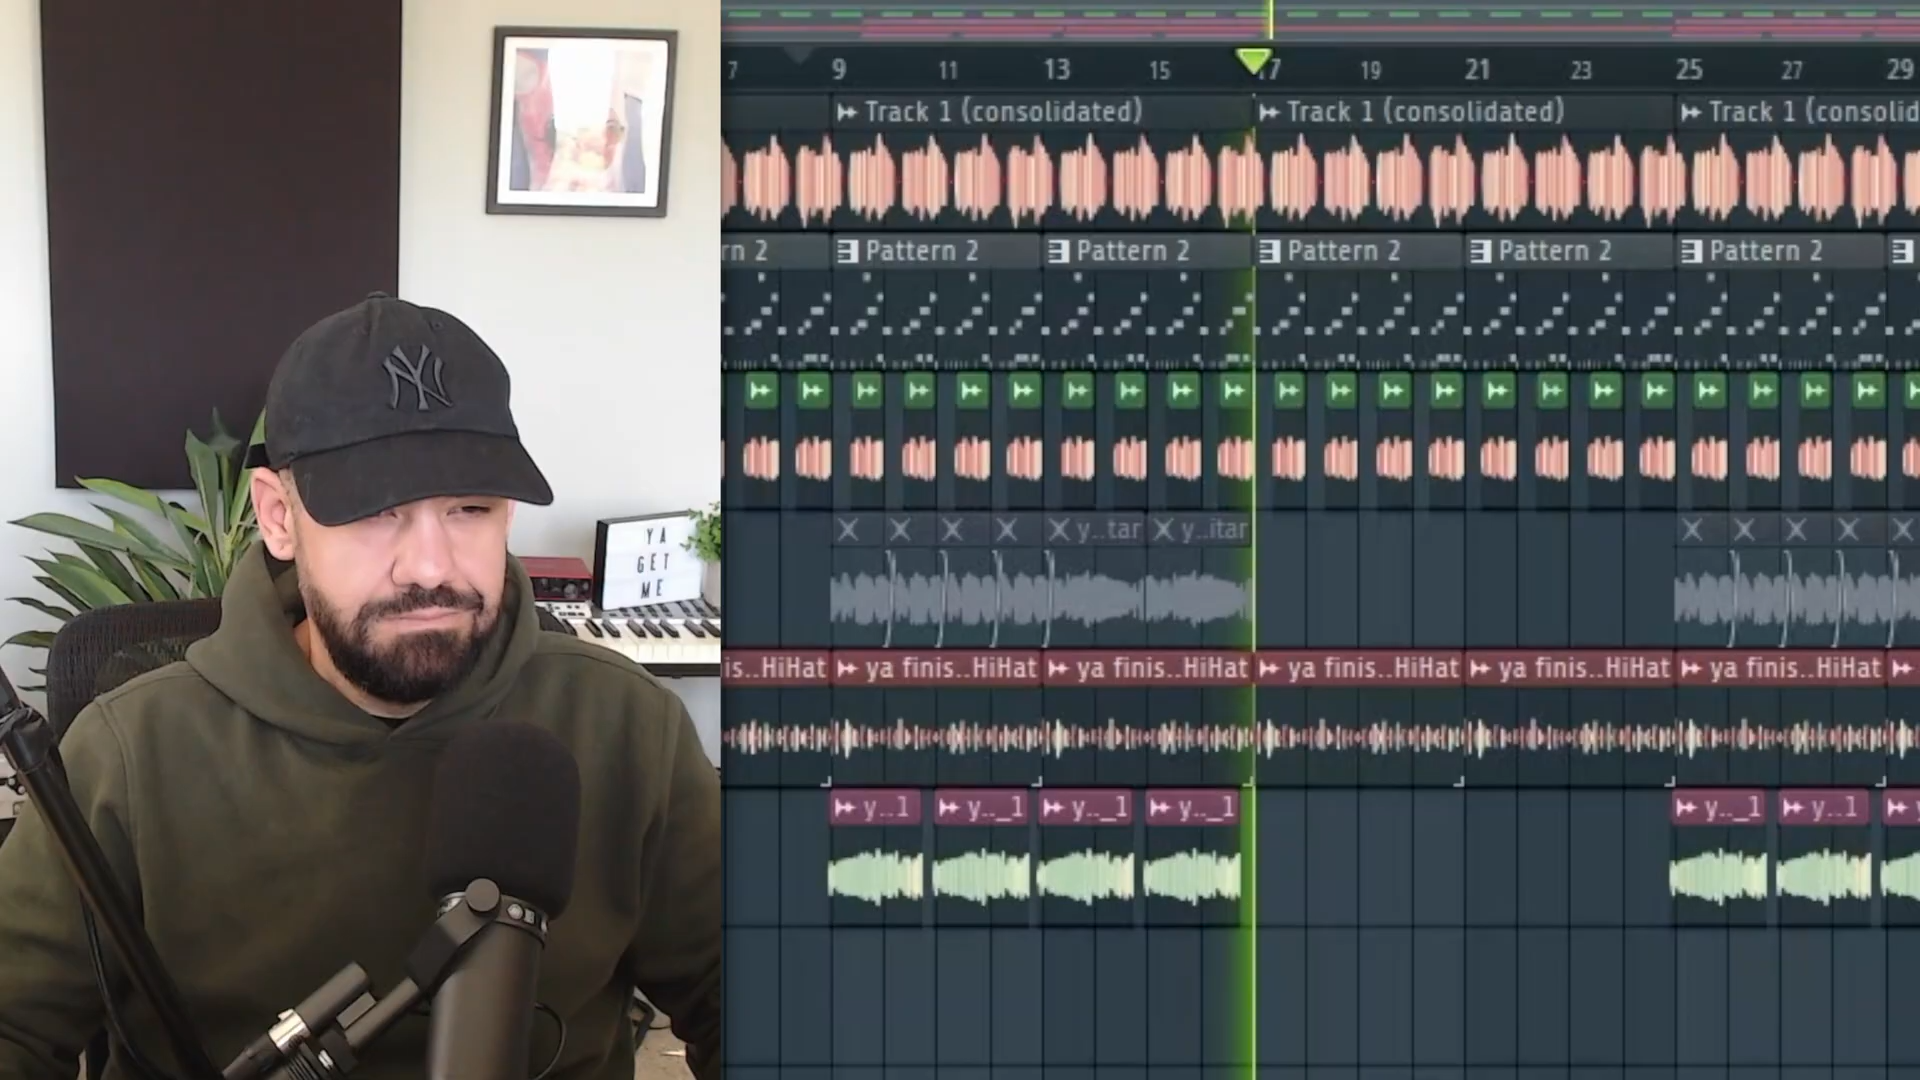 NY
YA
GET
ME
7 9 11 13 15 17 19 21 23 25 27 29
Track 1 (consolidated) Track 1 (consolidated) Track 1 (consolid
rn 2 Pattern 2 Pattern 2 Pattern 2 Pattern 2 Pattern 2
y..tar y..itar
is..HiHat ya finis..HiHat ya finis..HiHat ya finis..HiHat ya finis..HiHat ya finis..HiHat
y..1 y.._1 y.._1 y.._1 y.._1 y..1 y